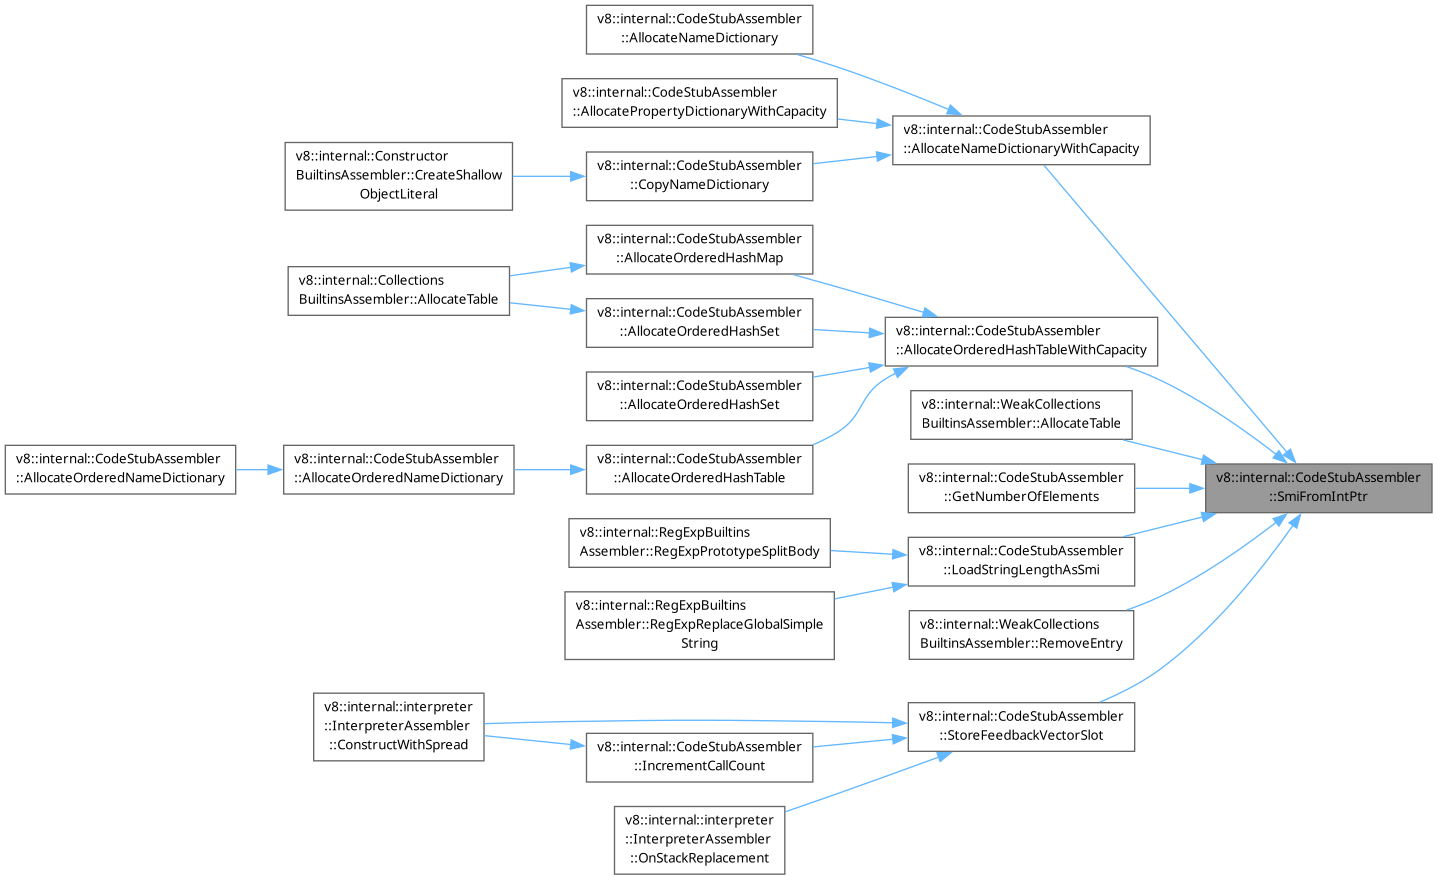 v8::internal::CodeStubAssembler
::AllocateNameDictionary
v8::internal::CodeStubAssembler
::AllocatePropertyDictionaryWithCapacity
v8::internal::CodeStubAssembler
::AllocateNameDictionaryWithCapacity
v8::internal::Constructor
BuiltinsAssembler::CreateShallow
ObjectLiteral
v8::internal::CodeStubAssembler
::CopyNameDictionary
v8::internal::CodeStubAssembler
::AllocateOrderedHashMap
v8::internal::Collections
BuiltinsAssembler::AllocateTable
v8::internal::CodeStubAssembler
::AllocateOrderedHashSet
v8::internal::CodeStubAssembler
::AllocateOrderedHashTableWithCapacity
v8::internal::CodeStubAssembler
::AllocateOrderedHashSet
v8::internal::WeakCollections
BuiltinsAssembler::AllocateTable
v8::internal::CodeStubAssembler
::AllocateOrderedNameDictionary
v8::internal::CodeStubAssembler
::AllocateOrderedNameDictionary
v8::internal::CodeStubAssembler
::AllocateOrderedHashTable
v8::internal::CodeStubAssembler
::GetNumberOfElements
v8::internal::CodeStubAssembler
::SmiFromIntPtr
v8::internal::RegExpBuiltins
Assembler::RegExpPrototypeSplitBody
v8::internal::CodeStubAssembler
::LoadStringLengthAsSmi
v8::internal::RegExpBuiltins
Assembler::RegExpReplaceGlobalSimple
String
v8::internal::WeakCollections
BuiltinsAssembler::RemoveEntry
v8::internal::interpreter
::InterpreterAssembler
::ConstructWithSpread
v8::internal::CodeStubAssembler
::StoreFeedbackVectorSlot
v8::internal::CodeStubAssembler
::IncrementCallCount
v8::internal::interpreter
::InterpreterAssembler
::OnStackReplacement